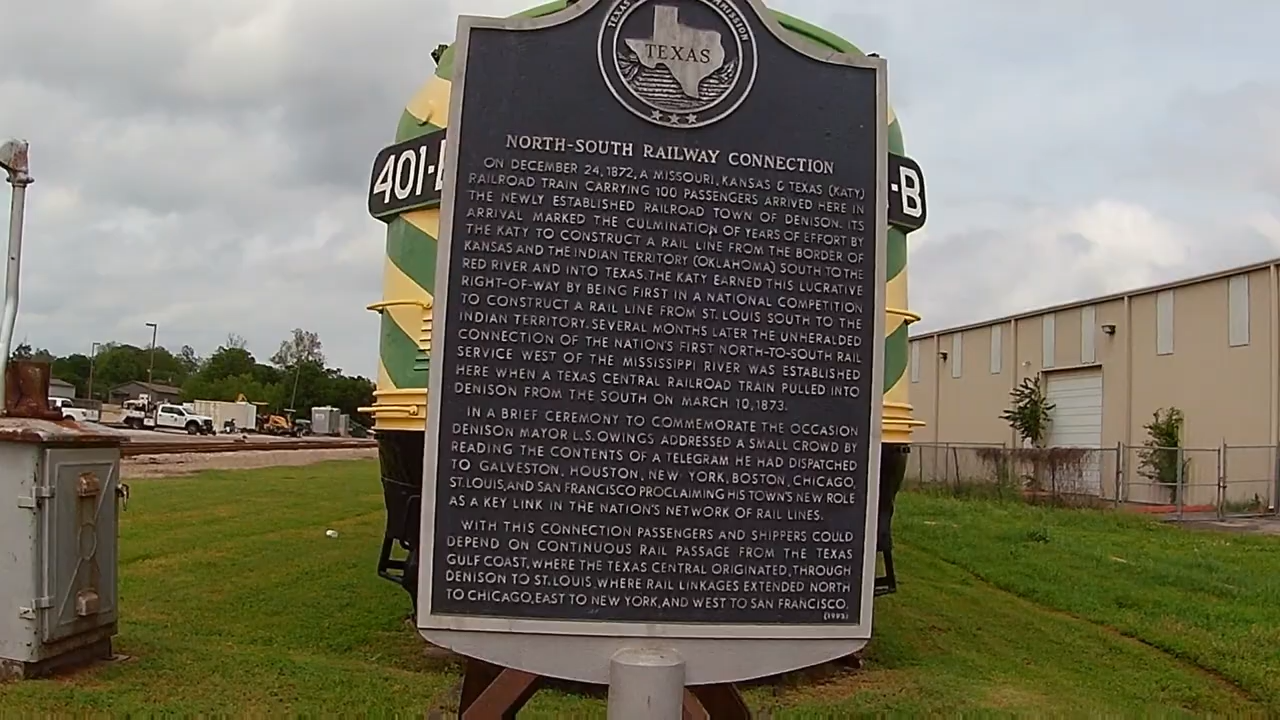 TEXAS
TEXAS
MISSION
NORTH-SOUTH RAILWAY CONNECTION
401-
-B
ON DECEMBER 24, 1872, A MISSOURI, KANSAS & TEXAS (KATY)
RAILROAD TRAIN CARRYING 100 PASSENGERS ARRIVED HERE IN
THE NEWLY ESTABLISHED RAILROAD TOWN OF DENISON. ITS
ARRIVAL MARKED THE CULMINATION OF YEARS OF EFFORT BY
THE KATY TO CONSTRUCT A RAIL LINE FROM THE BORDER OF
KANSAS AND THE INDIAN TERRITORY (OKLAHOMA) SOUTH TO THE
RED RIVER AND INTO TEXAS. THE KATY EARNED THIS LUCRATIVE
RIGHT-OF-WAY BY BEING FIRST IN A NATIONAL COMPETITION
TO CONSTRUCT A RAIL LINE FROM ST. LOUIS SOUTH TO THE
INDIAN TERRITORY. SEVERAL MONTHS LATER THE UNHERALDED
CONNECTION OF THE NATION'S FIRST NORTH-TO-SOUTH RAIL
SERVICE WEST OF THE MISSISSIPPI RIVER WAS ESTABLISHED
HERE WHEN A TEXAS CENTRAL RAILROAD TRAIN PULLED INTO
DENISON FROM THE SOUTH ON MARCH 10, 1873.
IN A BRIEF CEREMONY TO COMMEMORATE THE OCCASION
DENISON MAYOR L.S. OWINGS ADDRESSED A SMALL CROWD BY
READING THE CONTENTS OF A TELEGRAM HE HAD DISPATCHED
TO GALVESTON, HOUSTON, NEW YORK, BOSTON, CHICAGO,
ST. LOUIS, AND SAN FRANCISCO PROCLAIMING HIS TOWN'S NEW ROLE
AS A KEY LINK IN THE NATION'S NETWORK OF RAIL LINES.
WITH THIS CONNECTION PASSENGERS AND SHIPPERS COULD
DEPEND ON CONTINUOUS RAIL PASSAGE FROM THE TEXAS
GULF COAST, WHERE THE TEXAS CENTRAL ORIGINATED, THROUGH
DENISON TO ST. LOUIS, WHERE RAIL LINKAGES EXTENDED NORTH
TO CHICAGO, EAST TO NEW YORK, AND WEST TO SAN FRANCISCO.
(1995)